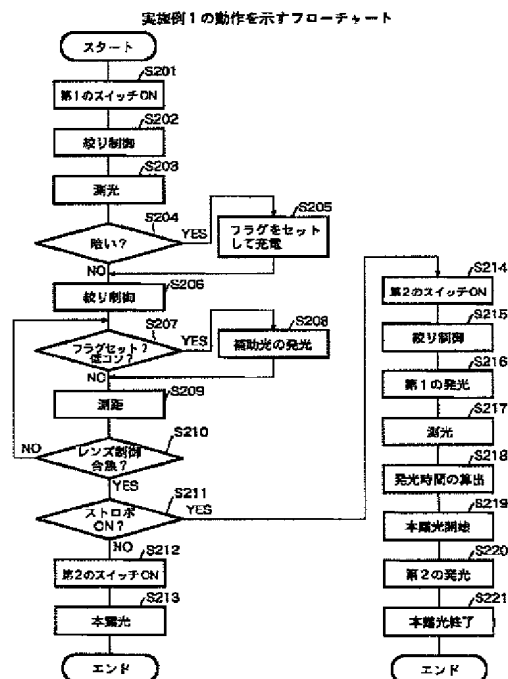 実施例1の動作を示すフローチャート
スタート
S201
第1のスイッチON
S202
絞り制御
S203
測光
S204
暗い?
YES
NO
S205
フラグをセット
して充電
S206
絞り制御
S207
フラグセット?
低コン?
YES
NO
S208
補助光の発光
S209
測距
S210
レンズ制御
合焦?
NO
YES
S211
ストロボ
ON?
YES
NO
S212
第2のスイッチON
S213
本露光
エンド
S214
第2のスイッチON
S215
絞り制御
S216
第1の発光
S217
測光
S218
発光時間の算出
S219
本露光開始
S220
第2の発光
S221
本露光終了
エンド